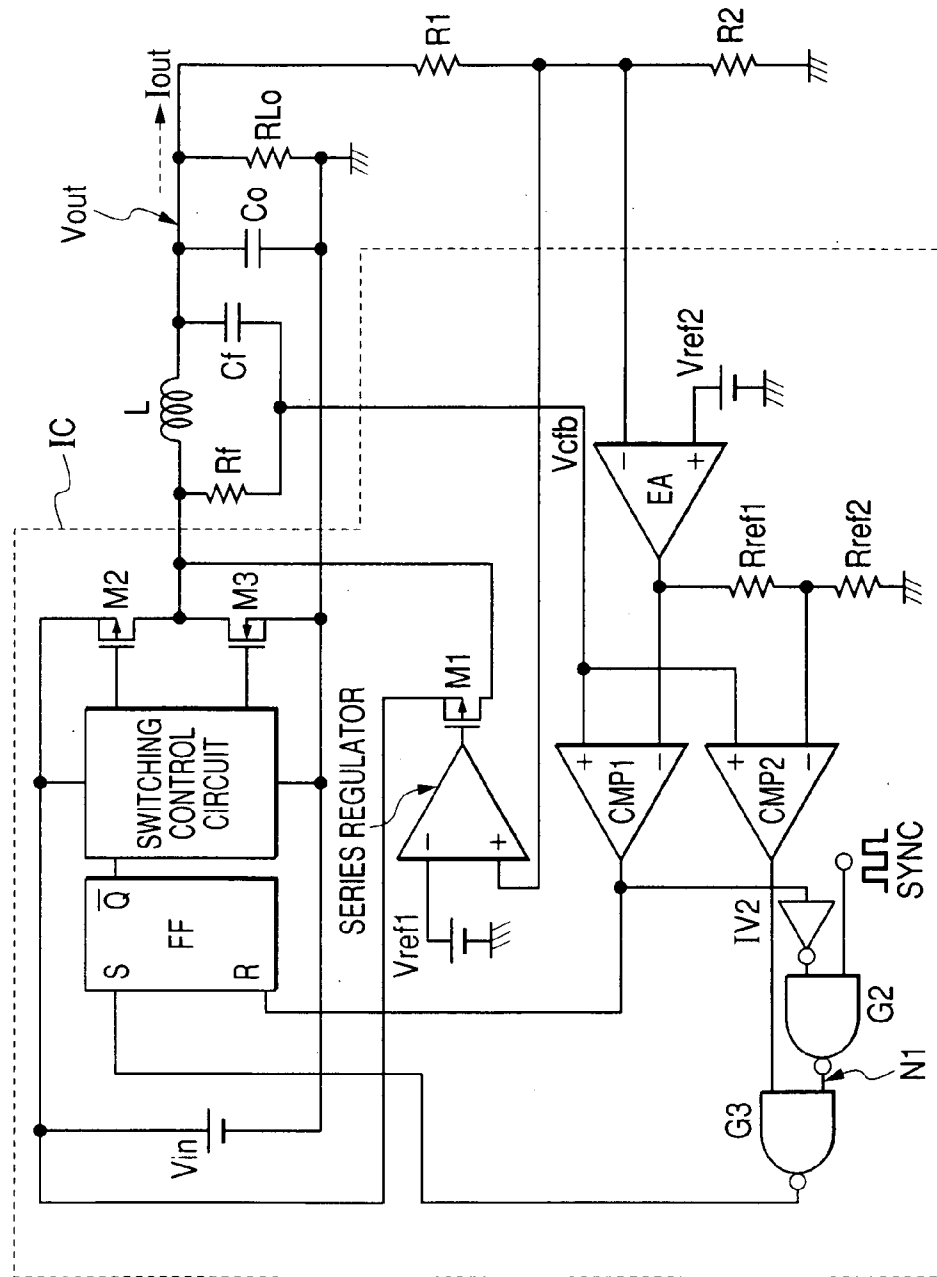 IC
Vin
S
R
Q
FF
SWITCHING
CONTROL
CIRCUIT
M2
M3
Rf
L
Cf
Co
RLo
Vout
Iout
R1
R2
SERIES REGULATOR
Vref1
−
+
M1
Vcfb
EA
−
+
Vref2
Rref1
Rref2
CMP1
+
−
CMP2
+
−
IV2
SYNC
G2
G3
N1